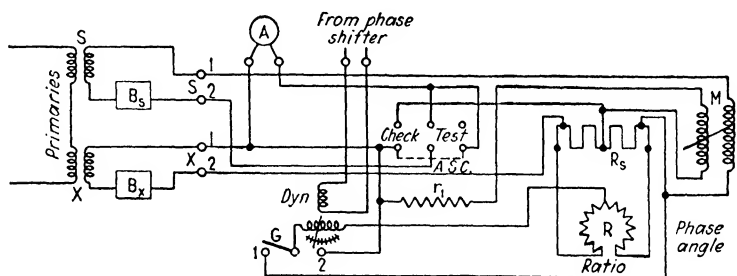 From phase
shifter
A
S
1
S
2
Bs
Primaries
M
Check
Test
A.S.C.
X
1
X
2
Bx
Rs
Dyn
r1
G
1
2
R
Ratio
Phase
angle